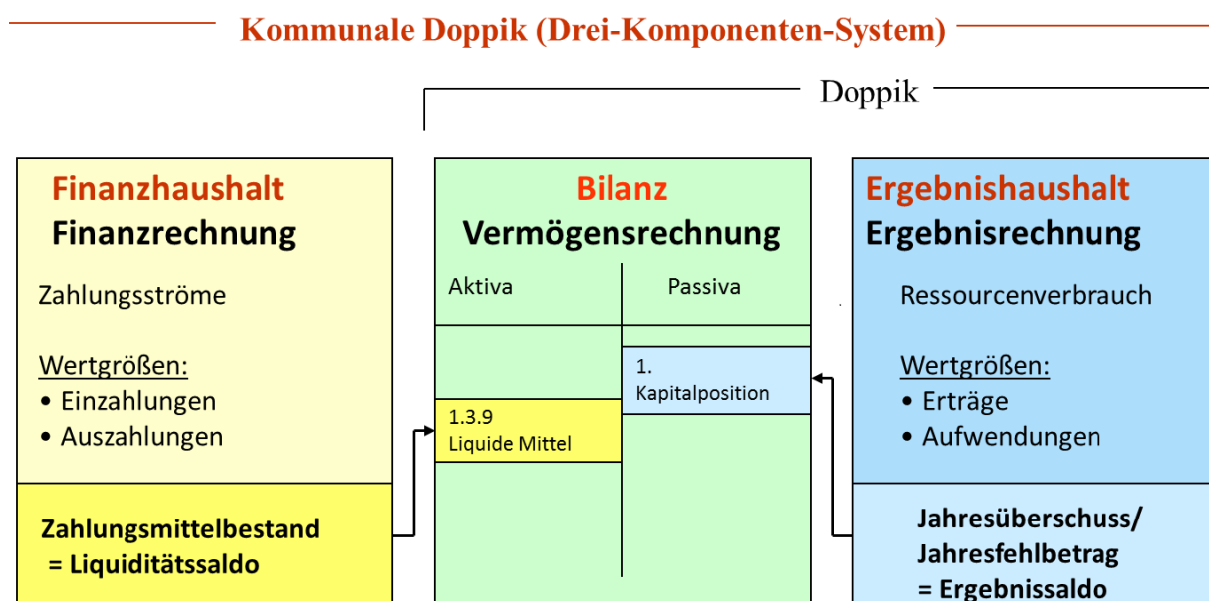 Kommunale Doppik (Drei-Komponenten-System)
Doppik
Finanzhaushalt
Finanzrechnung
Zahlungsströme
Wertgrößen:
• Einzahlungen
• Auszahlungen
Zahlungsmittelbestand
= Liquiditätssaldo
Bilanz
Vermögensrechnung
Aktiva
Passiva
1.
Kapitalposition
1.3.9
Liquide Mittel
Ergebnishaushalt
Ergebnisrechnung
Ressourcenverbrauch
Wertgrößen:
• Erträge
• Aufwendungen
Jahresüberschuss/
Jahresfehlbetrag
= Ergebnissaldo